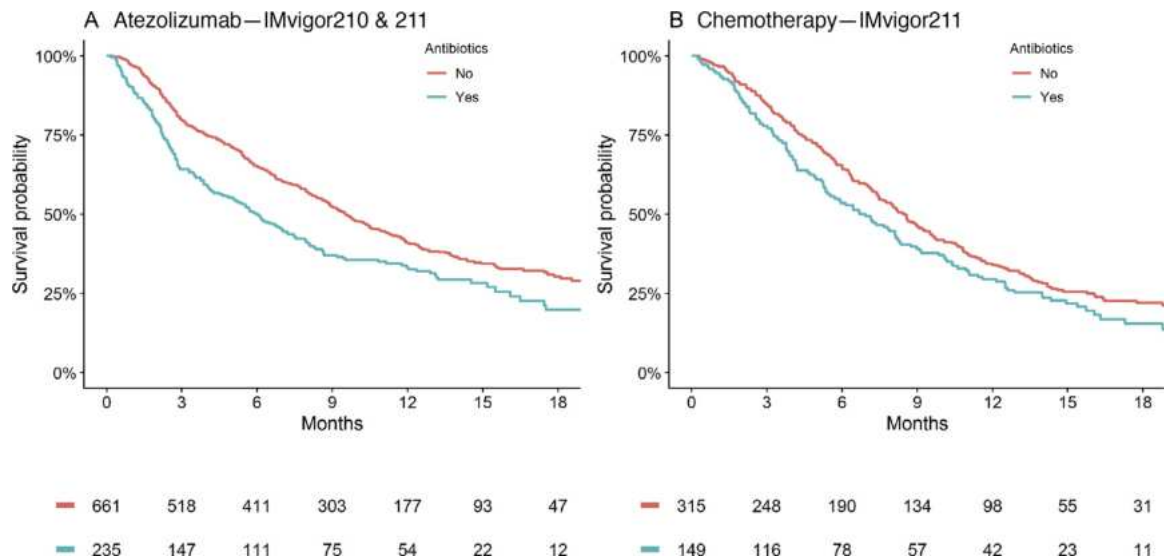 A Atezolizumab—IMvigor210 & 211
Antibiotics
No
Yes
100%
75%
50%
25%
0%
Survival probability
0 3 6 9 12 15 18
Months
661 518 411 303 177 93 47
235 147 111 75 54 22 12
B Chemotherapy—IMvigor211
Antibiotics
No
Yes
100%
75%
50%
25%
0%
Survival probability
0 3 6 9 12 15 18
Months
315 248 190 134 98 55 31
149 116 78 57 42 23 11